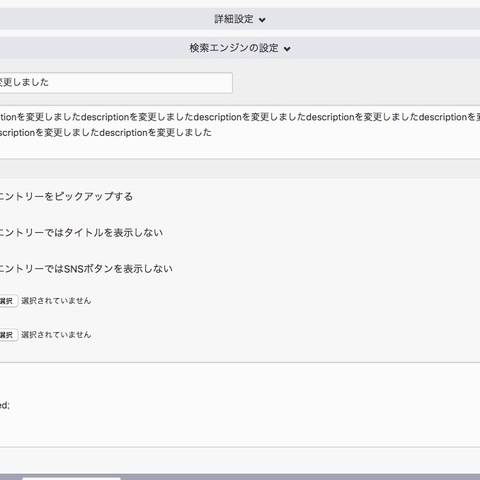 詳細設定
検索エンジンの設定
変更しました
tionを変更しましたdescriptionを変更しましたdescriptionを変更しましたdescriptionを変更しましたdescriptionを変
scriptionを変更しましたdescriptionを変更しました
エントリーをピックアップする
エントリーではタイトルを表示しない
エントリーではSNSボタンを表示しない
選択 選択されていません
選択 選択されていません
ed;